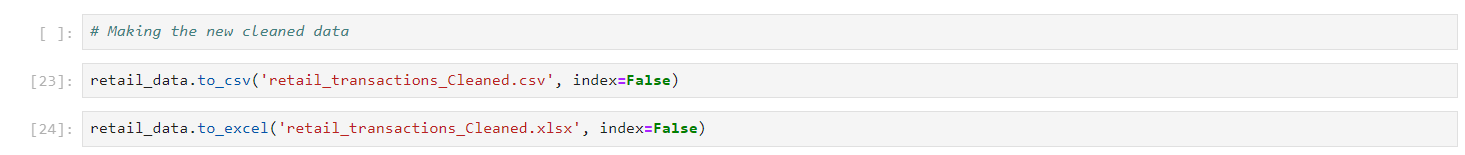 [ ]: # Making the new cleaned data
[23]: retail_data.to_csv('retail_transactions_Cleaned.csv', index=False)
[24]: retail_data.to_excel('retail_transactions_Cleaned.xlsx', index=False)